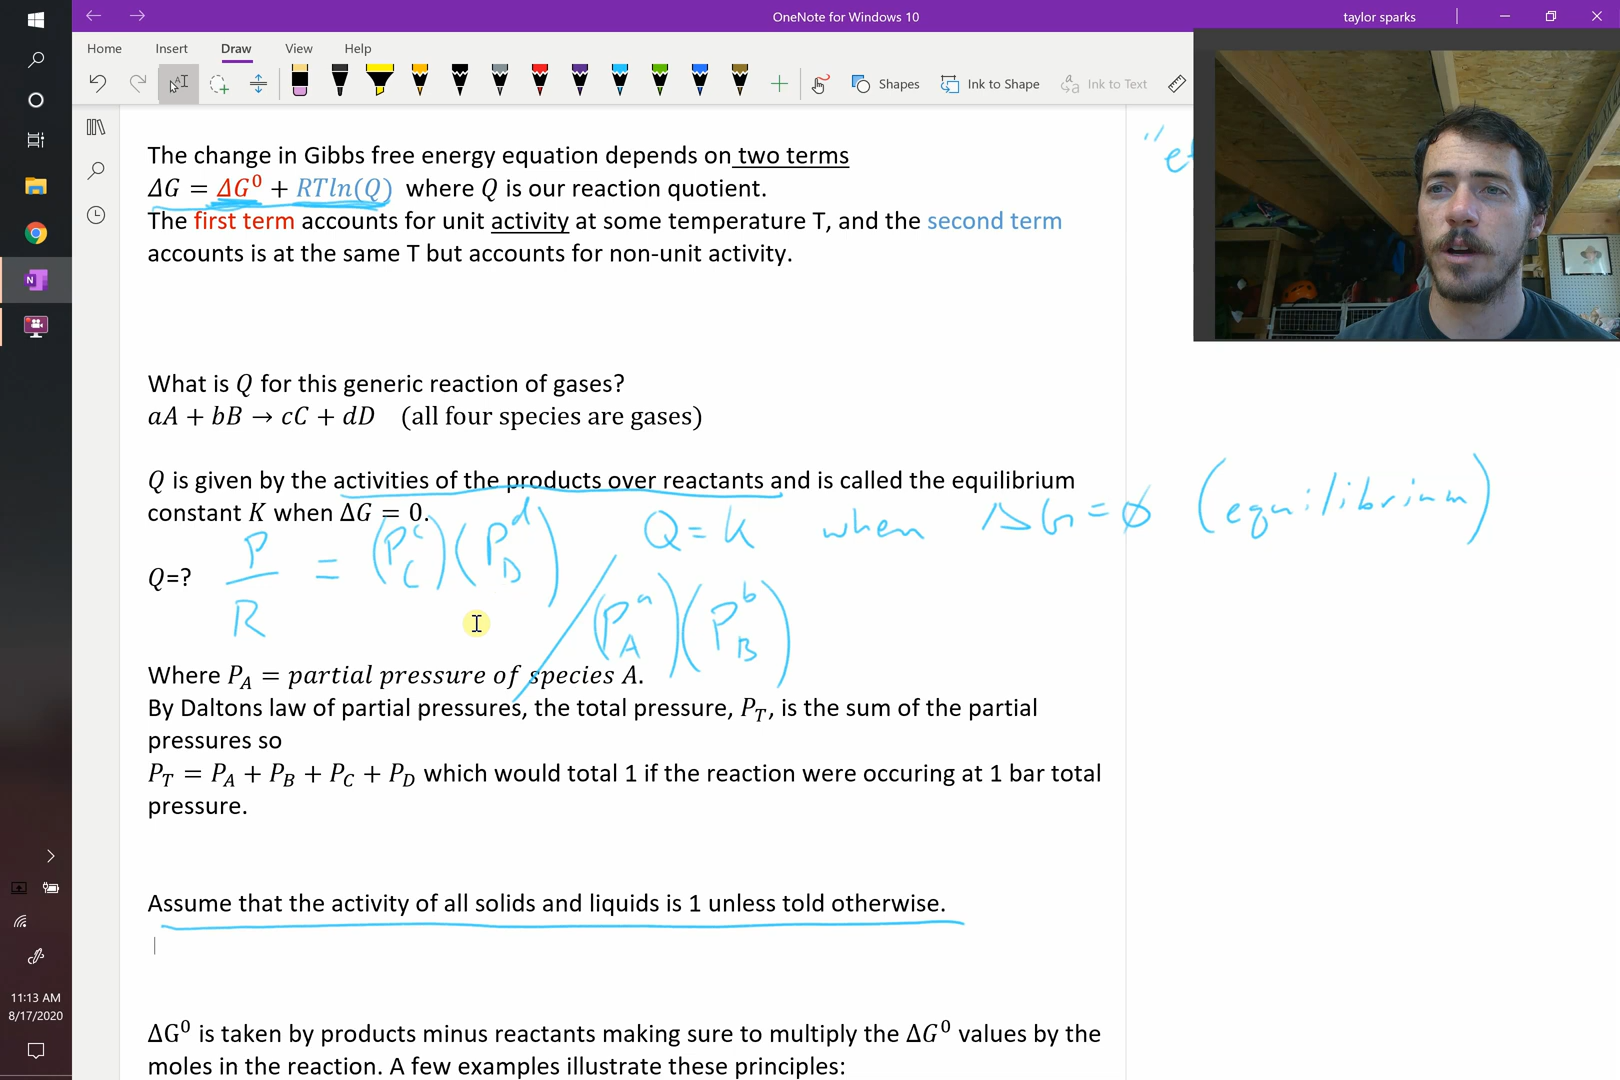 OneNote for Windows 10
taylor sparks
Home Insert Draw View Help
Shapes Ink to Shape Ink to Text
The change in Gibbs free energy equation depends on two terms
ΔG = ΔG⁰ + RTln(Q) where Q is our reaction quotient.
The first term accounts for unit activity at some temperature T, and the second term
accounts is at the same T but accounts for non-unit activity.
What is Q for this generic reaction of gases?
aA + bB → cC + dD (all four species are gases)
Q is given by the activities of the products over reactants and is called the equilibrium
constant K when ΔG = 0.
Q = k when ΔG = 0 (equilibrium)
Q=? P/R = (P_C^c)(P_D^d) / (P_A^a)(P_B^b)
Where P_A = partial pressure of species A.
By Daltons law of partial pressures, the total pressure, P_T, is the sum of the partial
pressures so
P_T = P_A + P_B + P_C + P_D which would total 1 if the reaction were occuring at 1 bar total
pressure.
Assume that the activity of all solids and liquids is 1 unless told otherwise.
ΔG⁰ is taken by products minus reactants making sure to multiply the ΔG⁰ values by the
moles in the reaction. A few examples illustrate these principles:
11:13 AM
8/17/2020